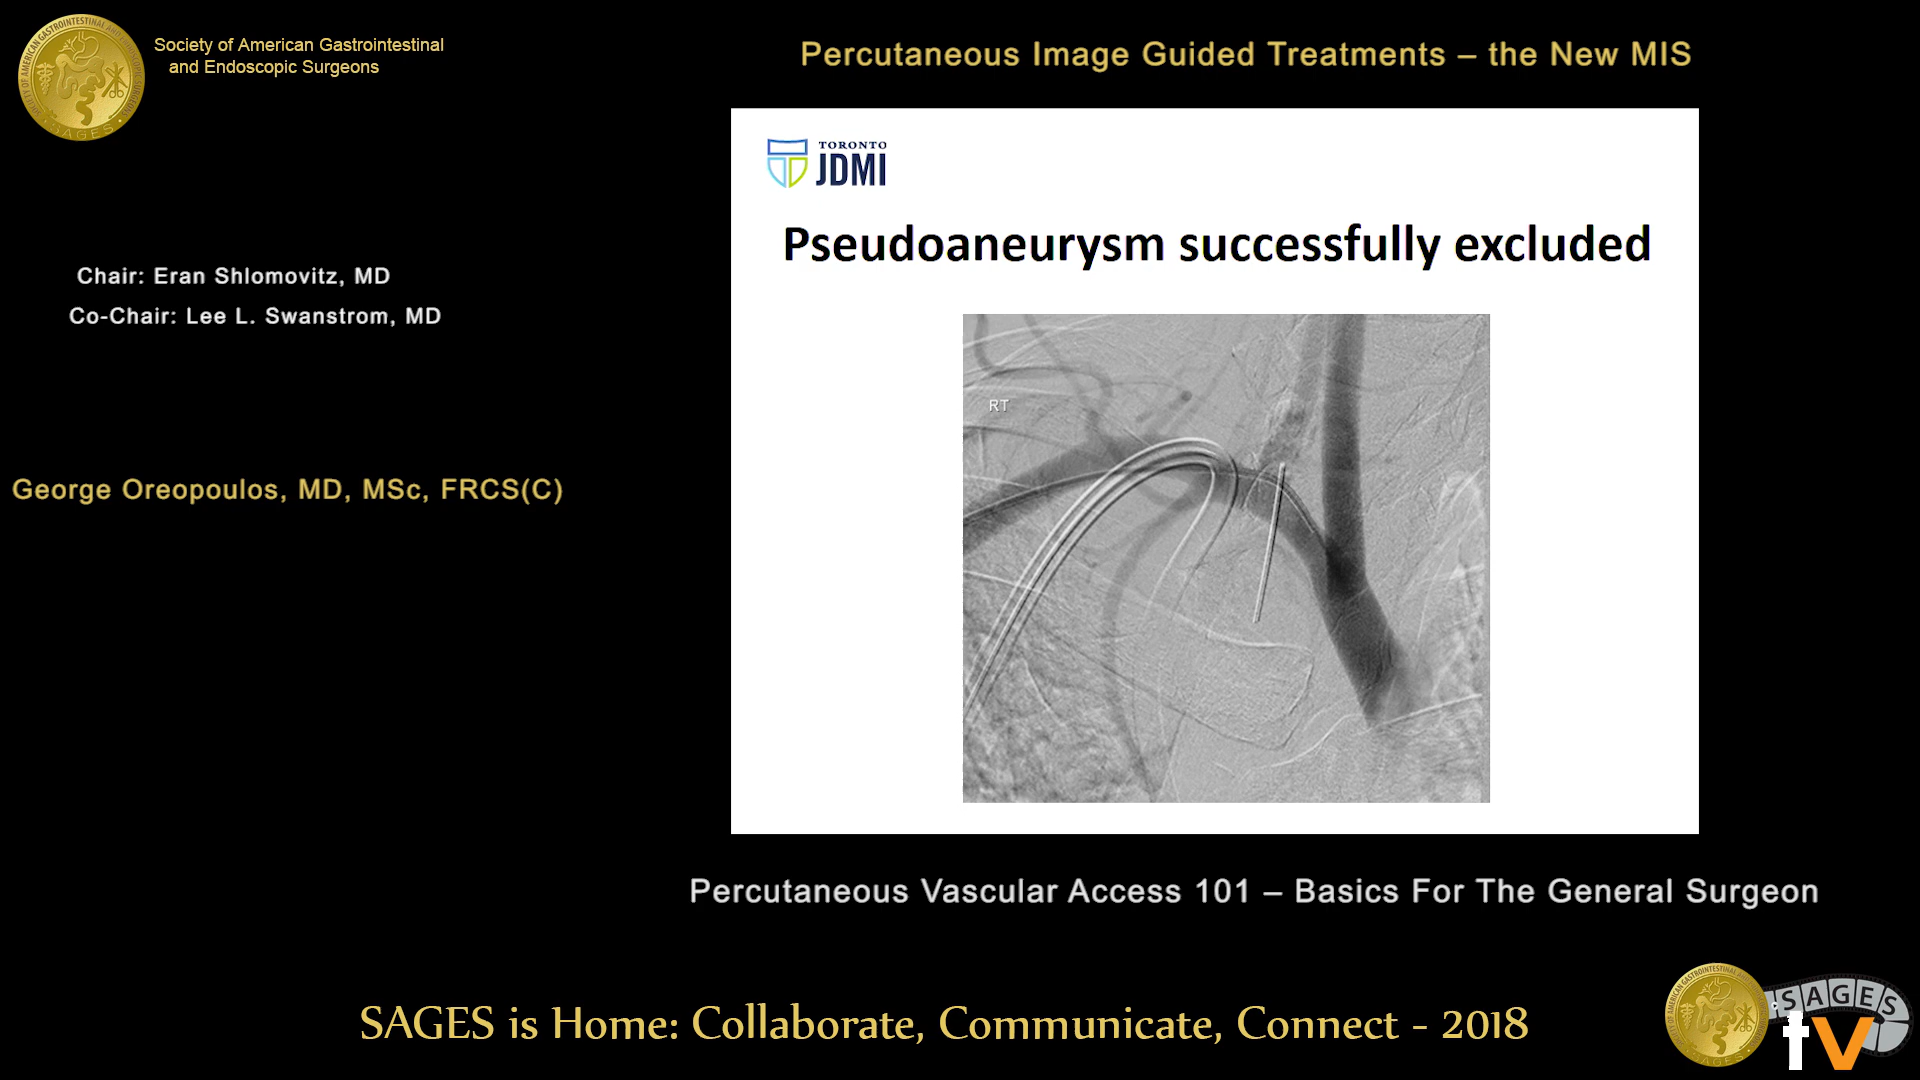 Society of American Gastrointestinal
and Endoscopic Surgeons
SAGES
Percutaneous Image Guided Treatments – the New MIS
TORONTO
JDMI
Pseudoaneurysm successfully excluded
RT
Chair: Eran Shlomovitz, MD
Co-Chair: Lee L. Swanstrom, MD
George Oreopoulos, MD, MSc, FRCS(C)
Percutaneous Vascular Access 101 – Basics For The General Surgeon
SAGES is Home: Collaborate, Communicate, Connect - 2018
SAGES
tv